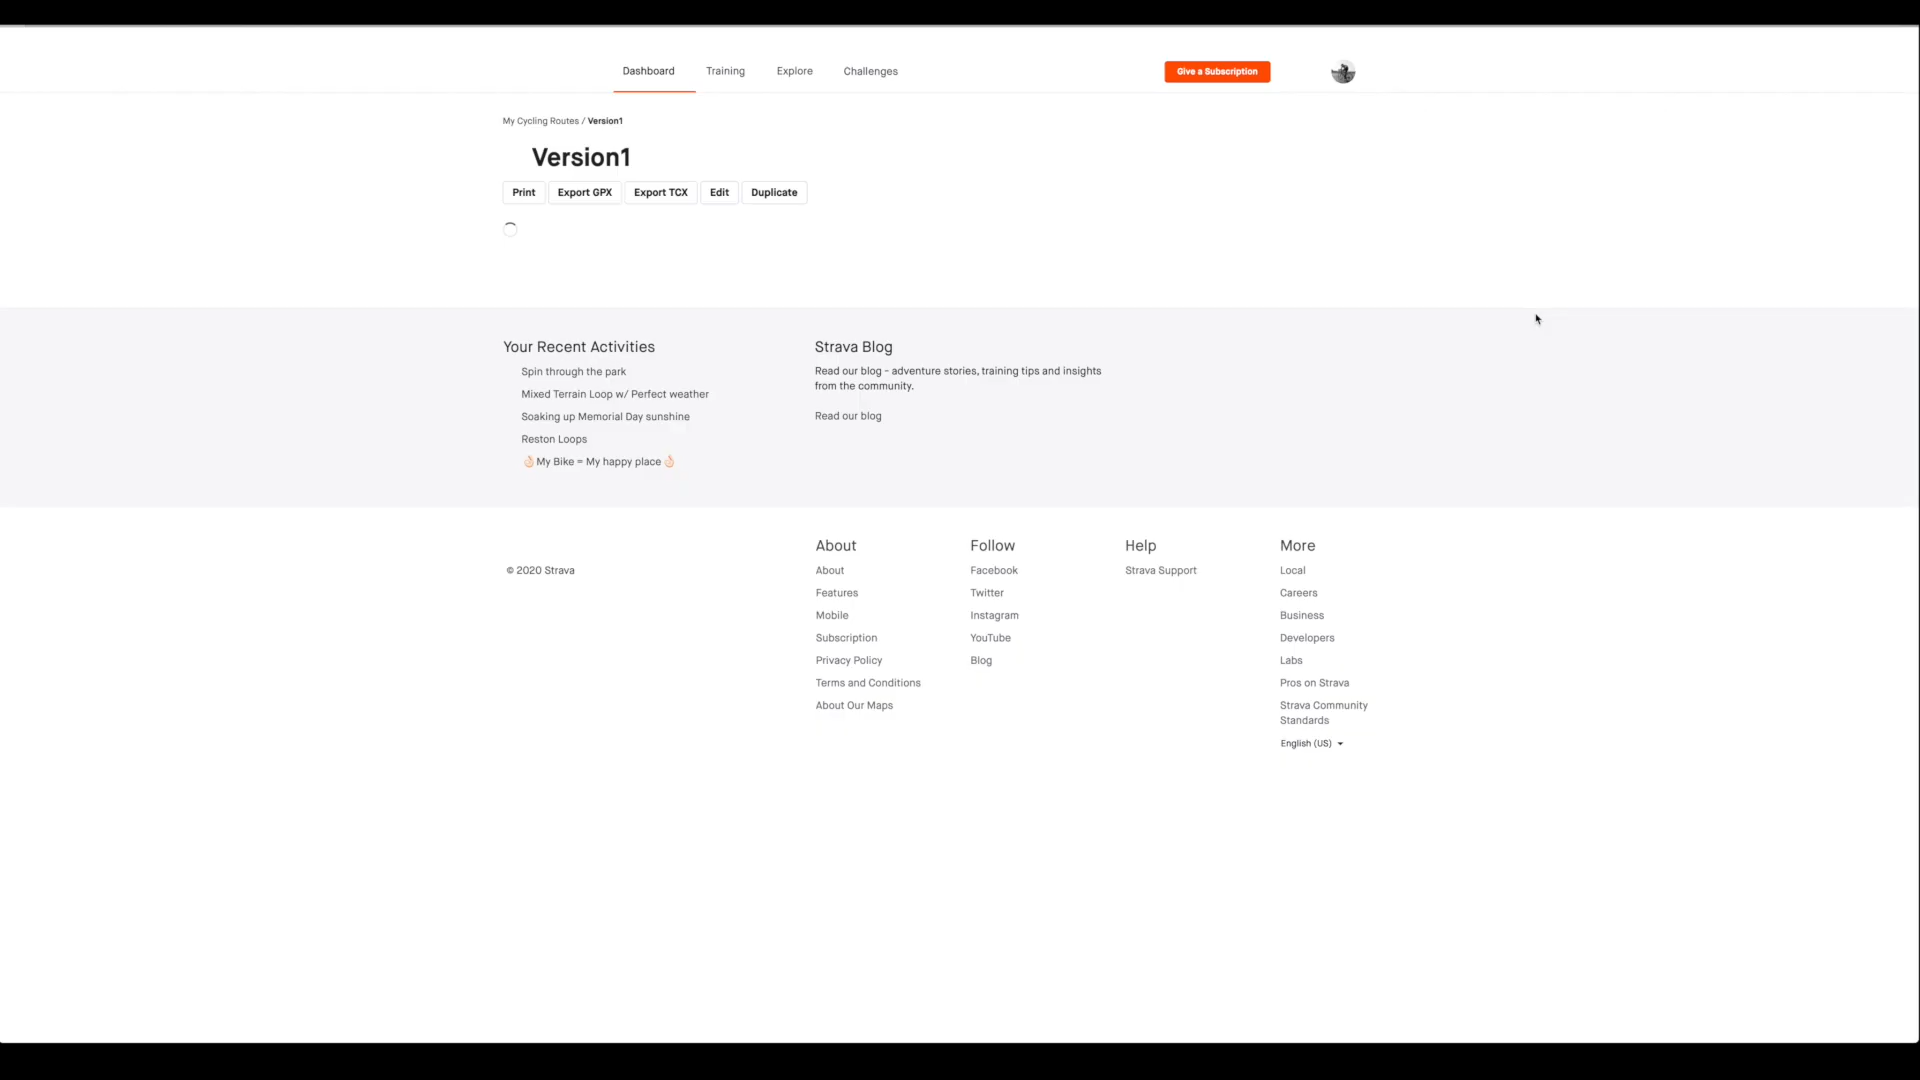 Dashboard Training Explore Challenges Give a Subscription
My Cycling Routes / Version1
Version1
Print Export GPX Export TCX Edit Duplicate
Your Recent Activities
Spin through the park
Mixed Terrain Loop w/ Perfect weather
Soaking up Memorial Day sunshine
Reston Loops
👌🏻My Bike = My happy place👌🏻
Strava Blog
Read our blog - adventure stories, training tips and insights
from the community.
Read our blog
© 2020 Strava
About
About
Features
Mobile
Subscription
Privacy Policy
Terms and Conditions
About Our Maps
Follow
Facebook
Twitter
Instagram
YouTube
Blog
Help
Strava Support
More
Local
Careers
Business
Developers
Labs
Pros on Strava
Strava Community
Standards
English (US)